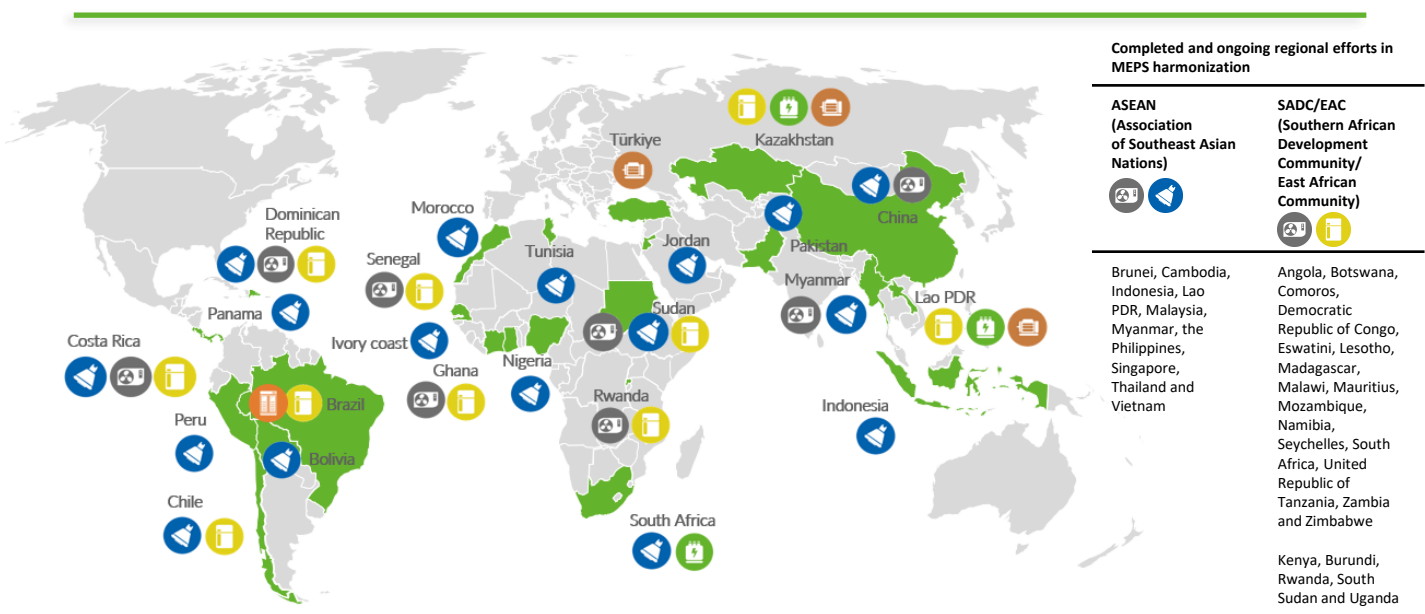 Completed and ongoing regional efforts in
MEPS harmonization
ASEAN
(Association
of Southeast Asian
Nations)
SADC/EAC
(Southern African
Development
Community/
East African
Community)
Brunei, Cambodia,
Indonesia, Lao
PDR, Malaysia,
Myanmar, the
Philippines,
Singapore,
Thailand and
Vietnam
Angola, Botswana,
Comoros,
Democratic
Republic of Congo,
Eswatini, Lesotho,
Madagascar,
Malawi, Mauritius,
Mozambique,
Namibia,
Seychelles, South
Africa, United
Republic of
Tanzania, Zambia
and Zimbabwe
Kenya, Burundi,
Rwanda, South
Sudan and Uganda
Türkiye
Kazakhstan
Dominican
Republic
Morocco
China
Tunisia
Jordan
Pakistan
Senegal
Myanmar
Panama
Sudan
Lao PDR
Costa Rica
Ivory coast
Nigeria
Ghana
Rwanda
Brazil
Indonesia
Peru
Bolivia
Chile
South Africa